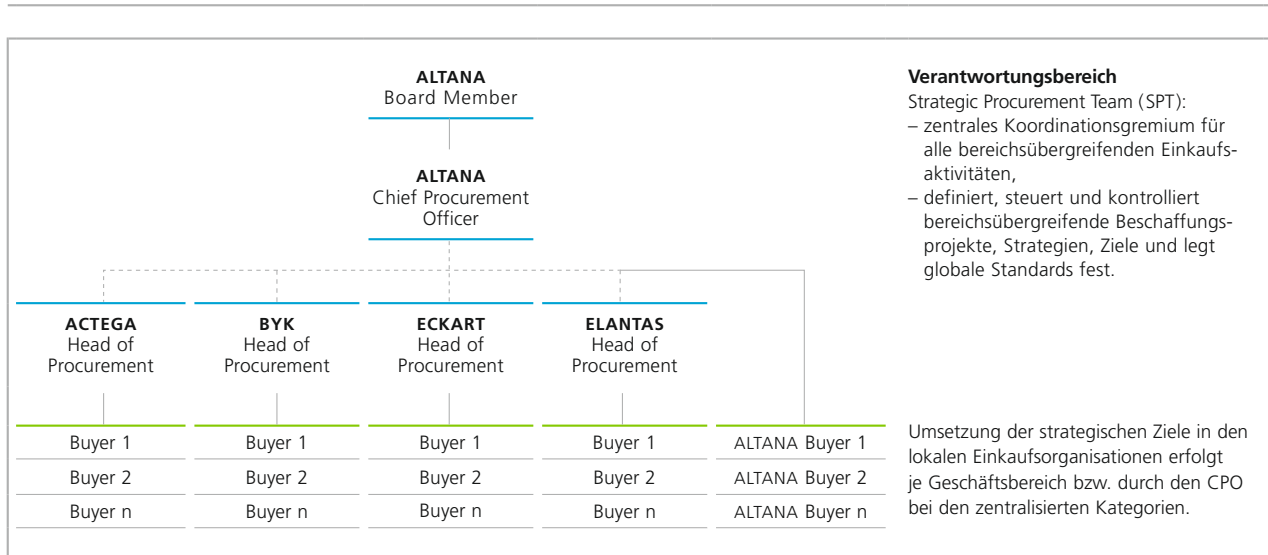 ALTANA
Board Member
ALTANA
Chief Procurement
Officer
ACTEGA
Head of
Procurement
BYK
Head of
Procurement
ECKART
Head of
Procurement
ELANTAS
Head of
Procurement
Buyer 1
Buyer 1
Buyer 1
Buyer 1
ALTANA Buyer 1
Buyer 2
Buyer 2
Buyer 2
Buyer 2
ALTANA Buyer 2
Buyer n
Buyer n
Buyer n
Buyer n
ALTANA Buyer n
Verantwortungsbereich
Strategic Procurement Team (SPT):
– zentrales Koordinationsgremium für
alle bereichsübergreifenden Einkaufs-
aktivitäten,
– definiert, steuert und kontrolliert
bereichsübergreifende Beschaffungs-
projekte, Strategien, Ziele und legt
globale Standards fest.
Umsetzung der strategischen Ziele in den
lokalen Einkaufsorganisationen erfolgt
je Geschäftsbereich bzw. durch den CPO
bei den zentralisierten Kategorien.